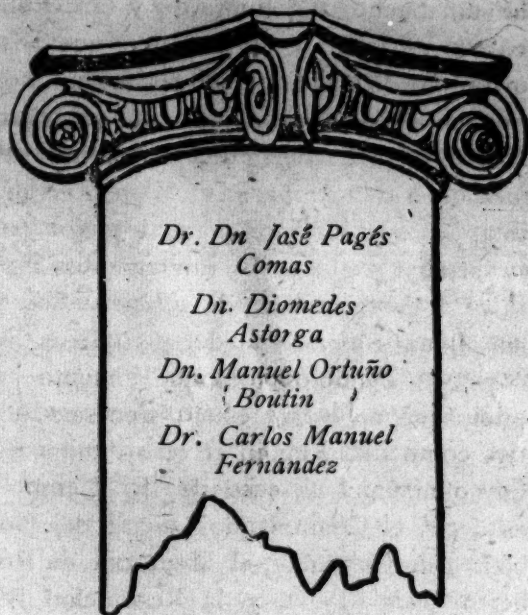 Dr. Dn José Pagés
Comas
Dn. Diomedes
Astorga
Dn. Manuel Ortuño
Boutin
Dr. Carlos Manuel
Fernández